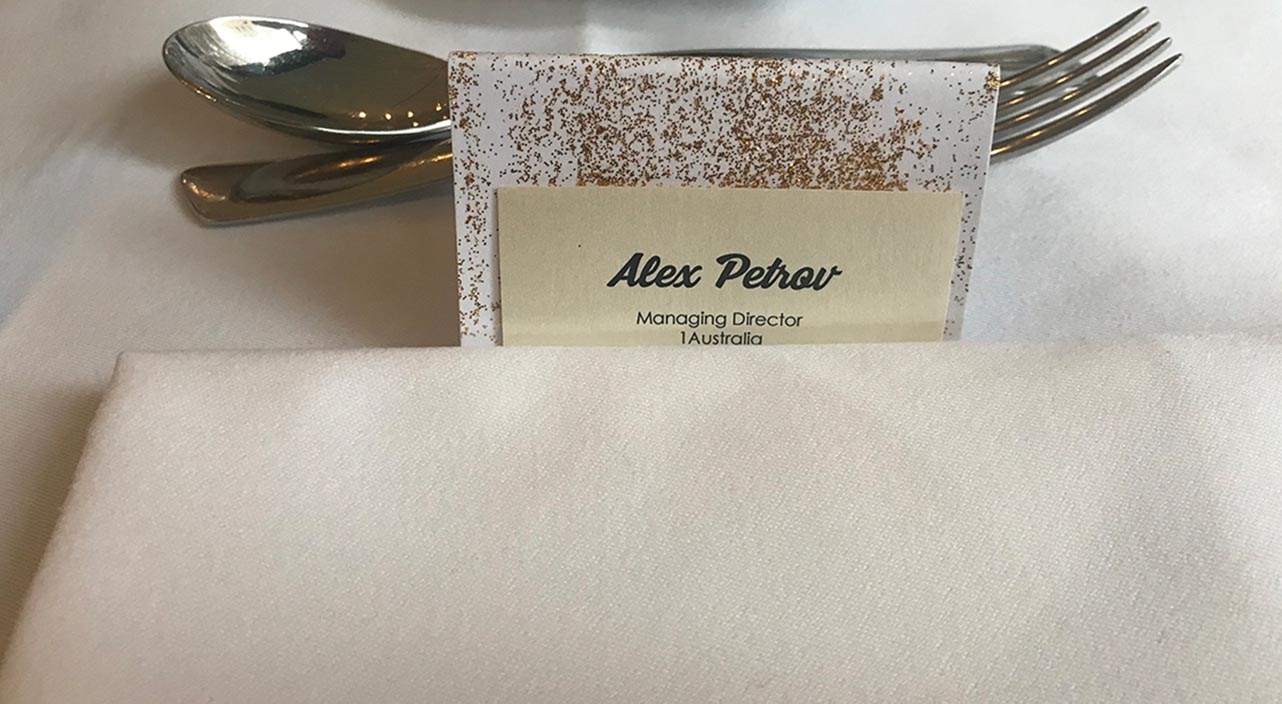 Alex Petrov
Managing Director
1Australia